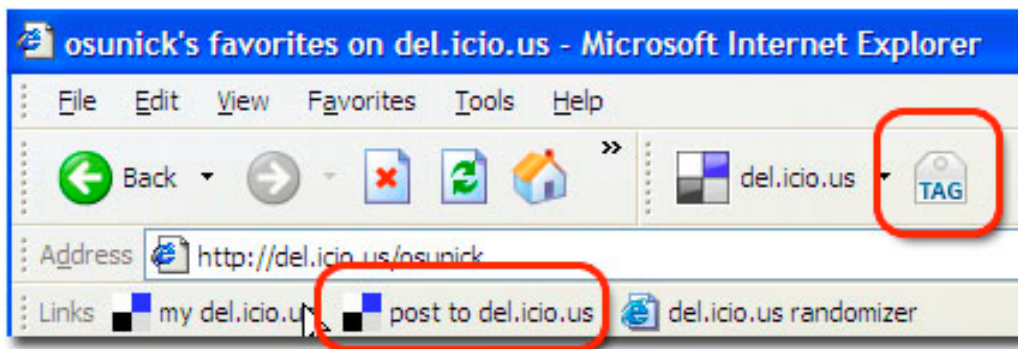 osunick's favorites on del.icio.us - Microsoft Internet Explorer
File Edit View Favorites Tools Help
Back » del.icio.us TAG
Address http://del.icio.us/osunick
Links my del.icio.us post to del.icio.us del.icio.us randomizer